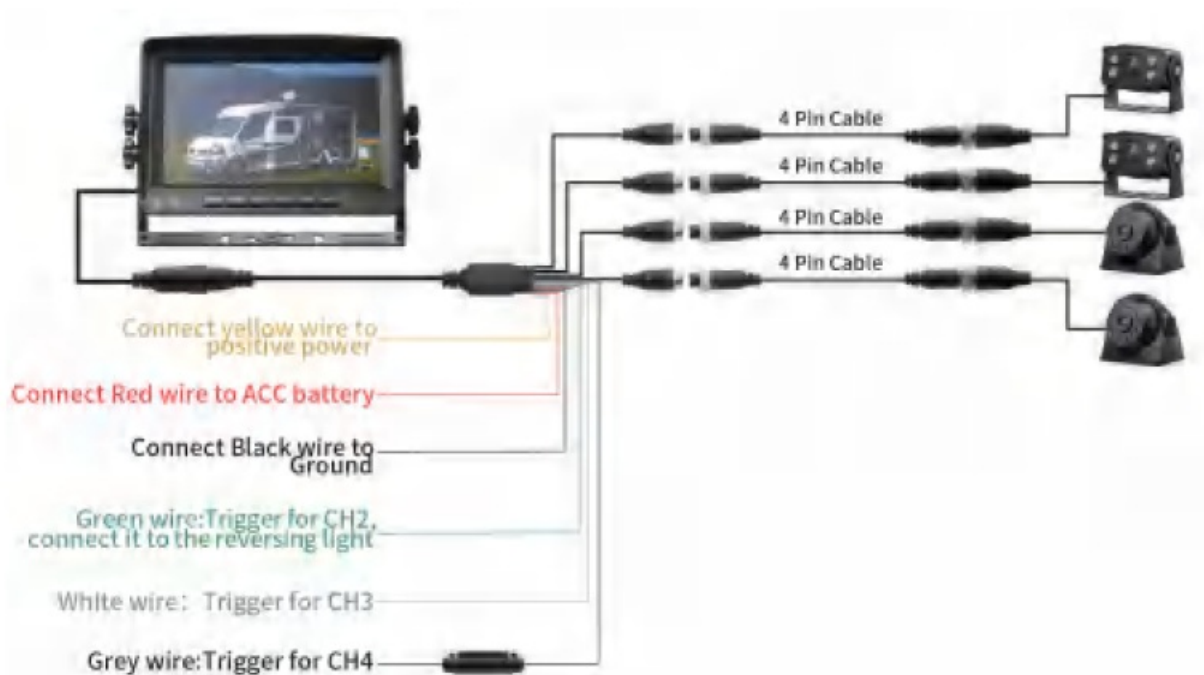 4 Pin Cable
4 Pin Cable
4 Pin Cable
4 Pin Cable
Connect yellow wire to
positive power
Connect Red wire to ACC battery
Connect Black wire to
Ground
Green wire:Trigger for CH2,
connect it to the reversing light
White wire: Trigger for CH3
Grey wire:Trigger for CH4